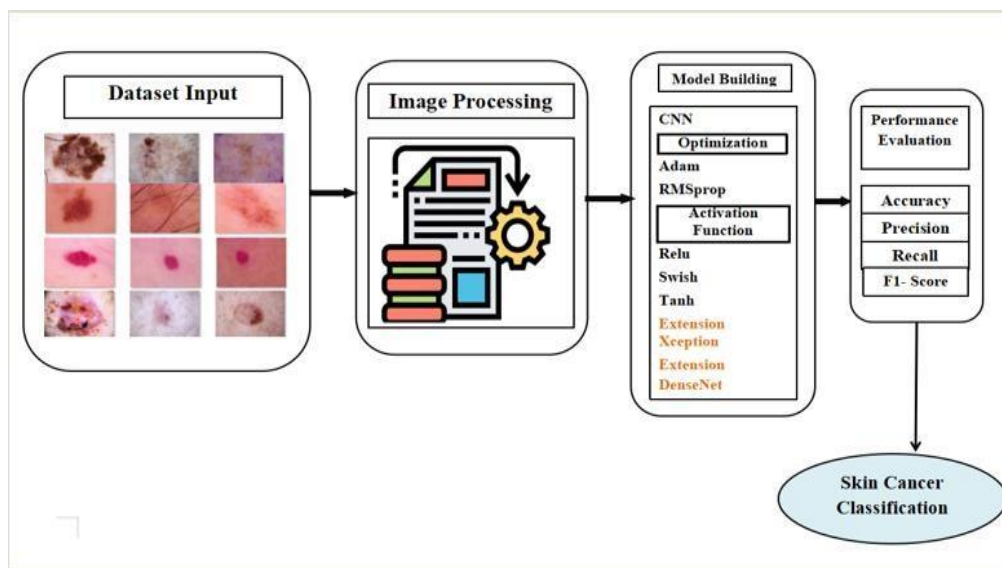 Dataset Input
Image Processing
Model Building
CNN
Optimization
Adam
RMSprop
Activation
Function
Relu
Swish
Tanh
Extension
Xception
Extension
DenseNet
Performance
Evaluation
Accuracy
Precision
Recall
F1- Score
Skin Cancer
Classification